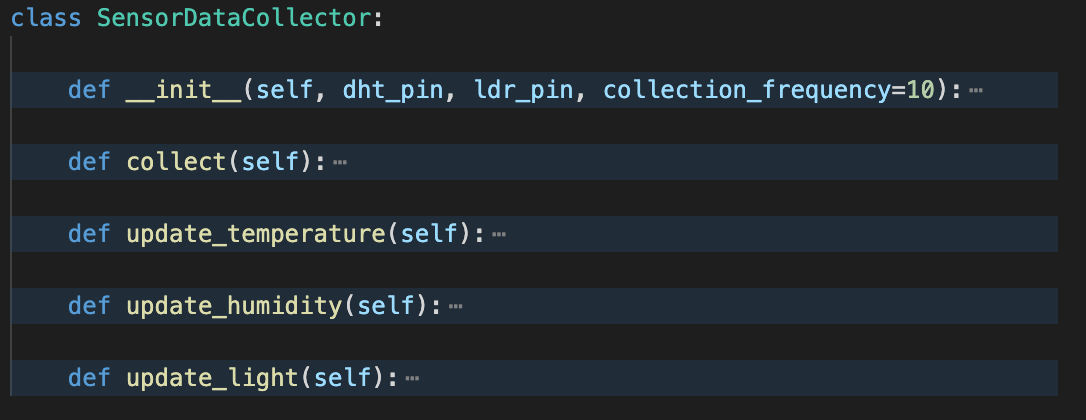 class SensorDataCollector:
def __init__(self, dht_pin, ldr_pin, collection_frequency=10):⋯
def collect(self):⋯
def update_temperature(self):⋯
def update_humidity(self):⋯
def update_light(self):⋯